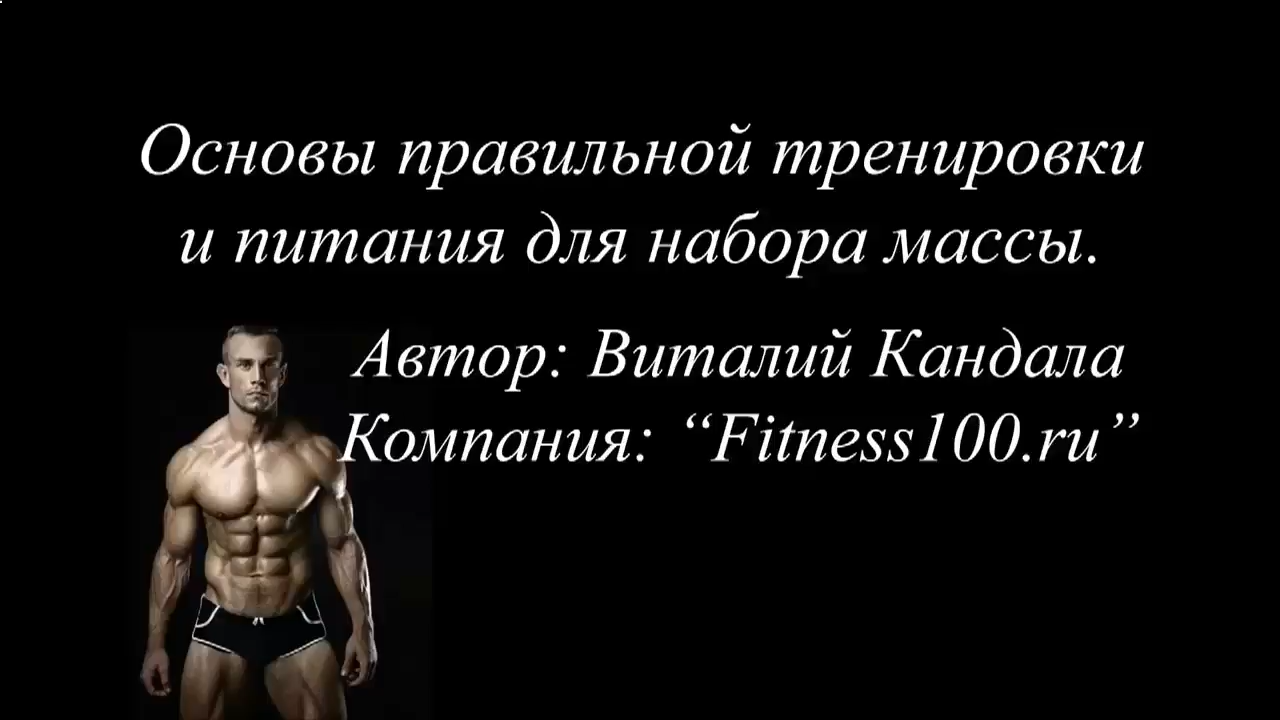 Основы правильной тренировки
и питания для набора массы.
Автор: Виталий Кандала
Компания: “Fitness100.ru”